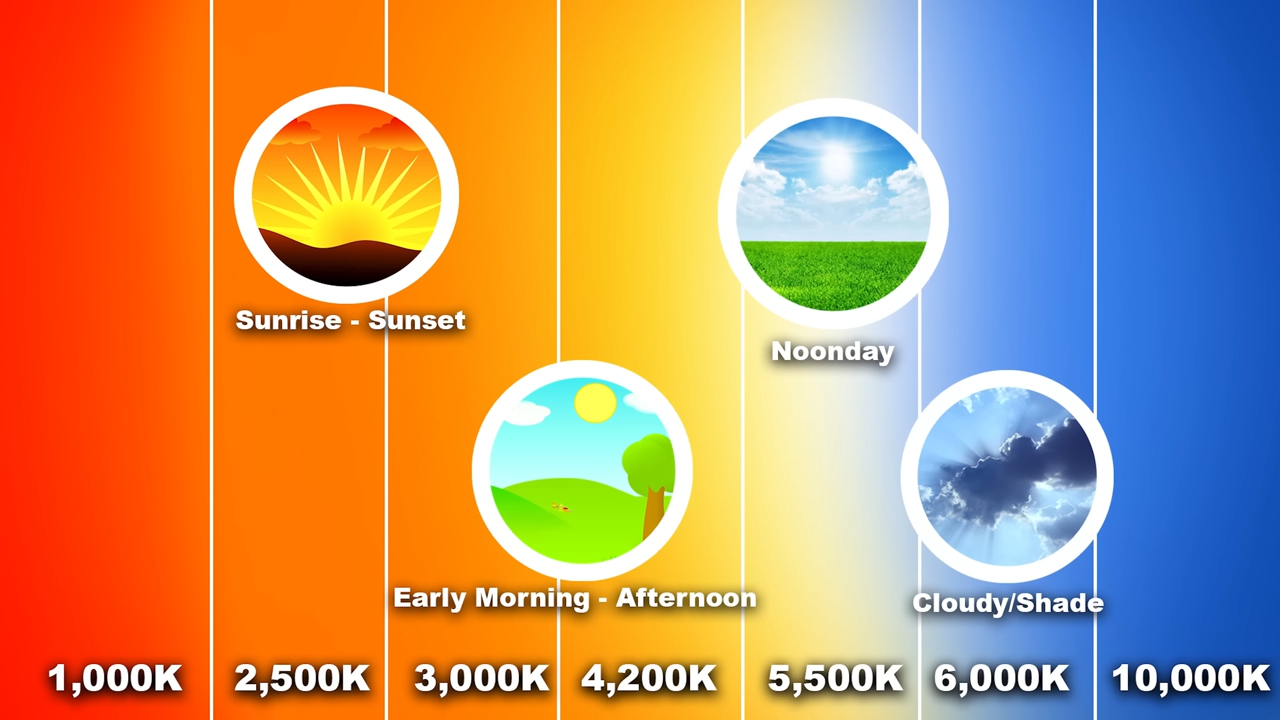 Sunrise - Sunset
Noonday
Early Morning - Afternoon
Cloudy/Shade
1,000K 2,500K 3,000K 4,200K 5,500K 6,000K 10,000K